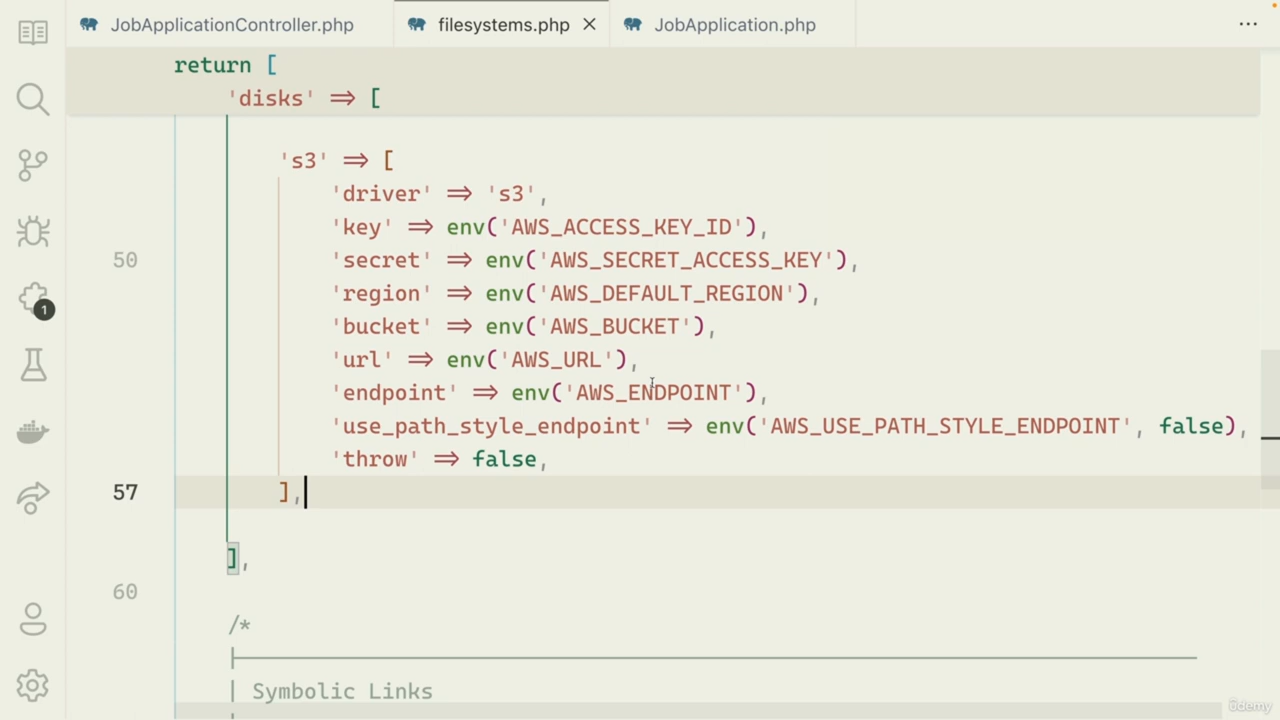 JobApplicationController.php
filesystems.php
JobApplication.php
return [
'disks' => [
's3' => [
'driver' => 's3',
'key' => env('AWS_ACCESS_KEY_ID'),
50 'secret' => env('AWS_SECRET_ACCESS_KEY'),
'region' => env('AWS_DEFAULT_REGION'),
'bucket' => env('AWS_BUCKET'),
'url' => env('AWS_URL'),
'endpoint' => env('AWS_ENDPOINT'),
'use_path_style_endpoint' => env('AWS_USE_PATH_STYLE_ENDPOINT', false),
'throw' => false,
57 ],
],
60
/*
| Symbolic Links
1
ûdemy